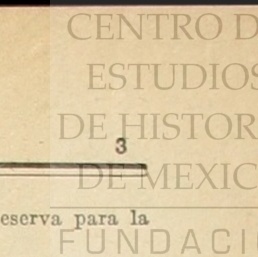 CENTRO D
ESTUDIOS
DE HISTOR
3
DE MEXIC
eserva para la
FUNDACI